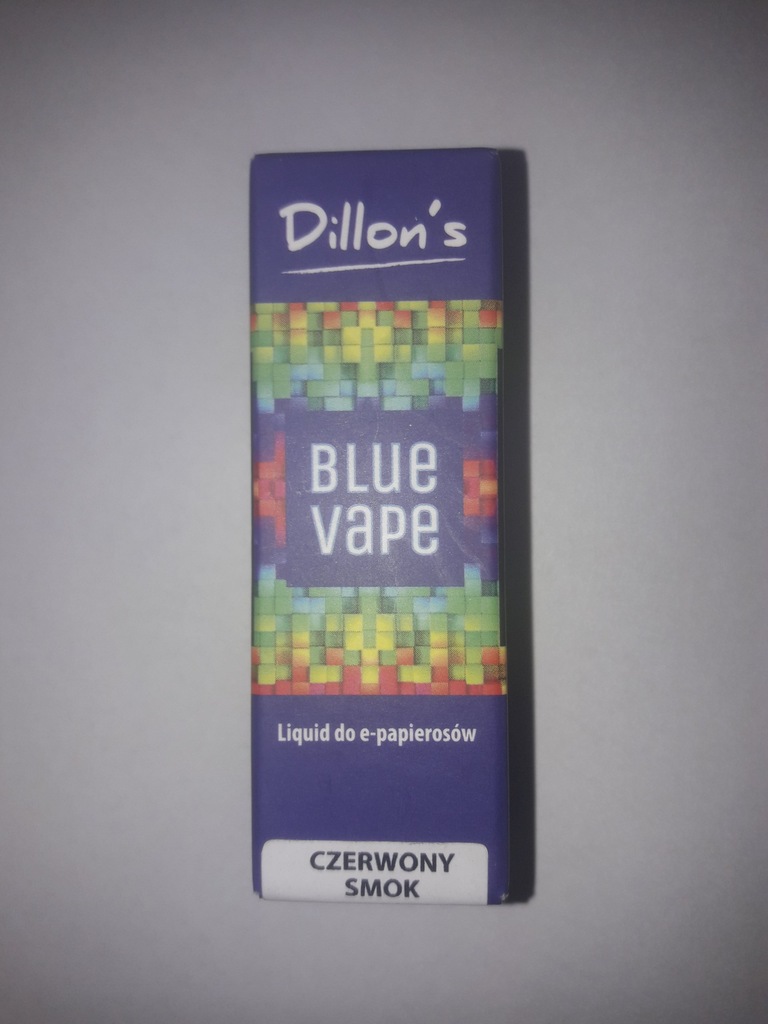 Dillon's
BLUE
VAPE
Liquid do e-papierosów
CZERWONY
SMOK